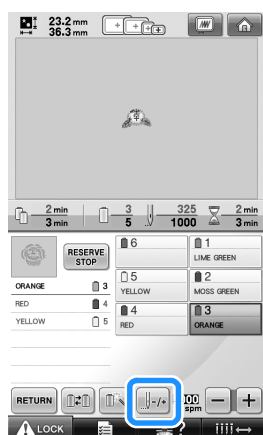 23.2 mm
36.3 mm
2 min
3 min
3
5
325
1000
2 min
3 min
RESERVE STOP
6
1
LIME GREEN
5
YELLOW
2
MOSS GREEN
4
RED
3
ORANGE
ORANGE 3
RED 4
YELLOW 5
RETURN
-/+
spm
- +
LOCK
?